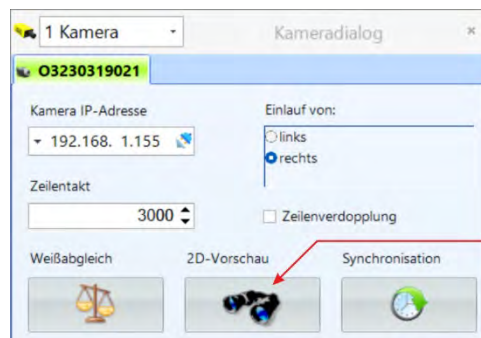 1 Kamera
Kameradialog
O3230319021
Kamera IP-Adresse
Einlauf von:
192.168. 1.155
links
rechts
Zeilentakt
3000
Zeilenverdopplung
Weißabgleich
2D-Vorschau
Synchronisation